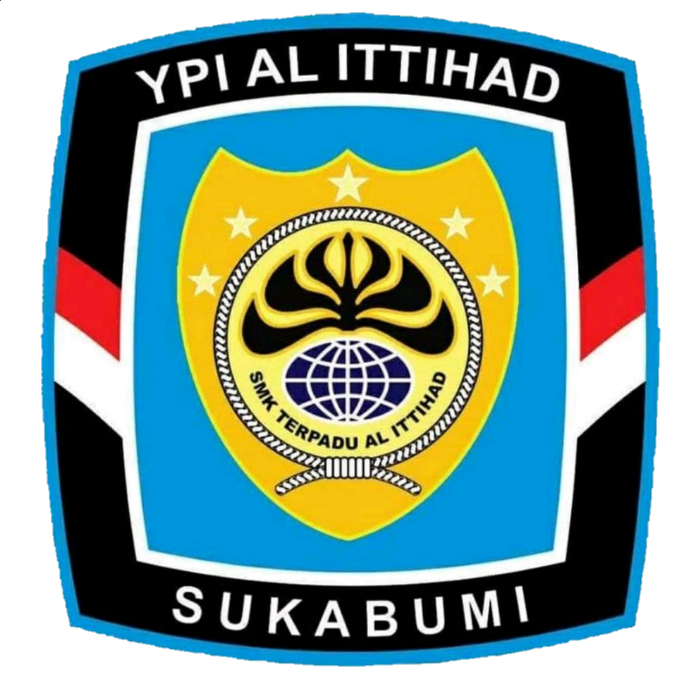 YPI AL ITTIHAD
SMK TERPADU AL ITTIHAD
SUKABUMI